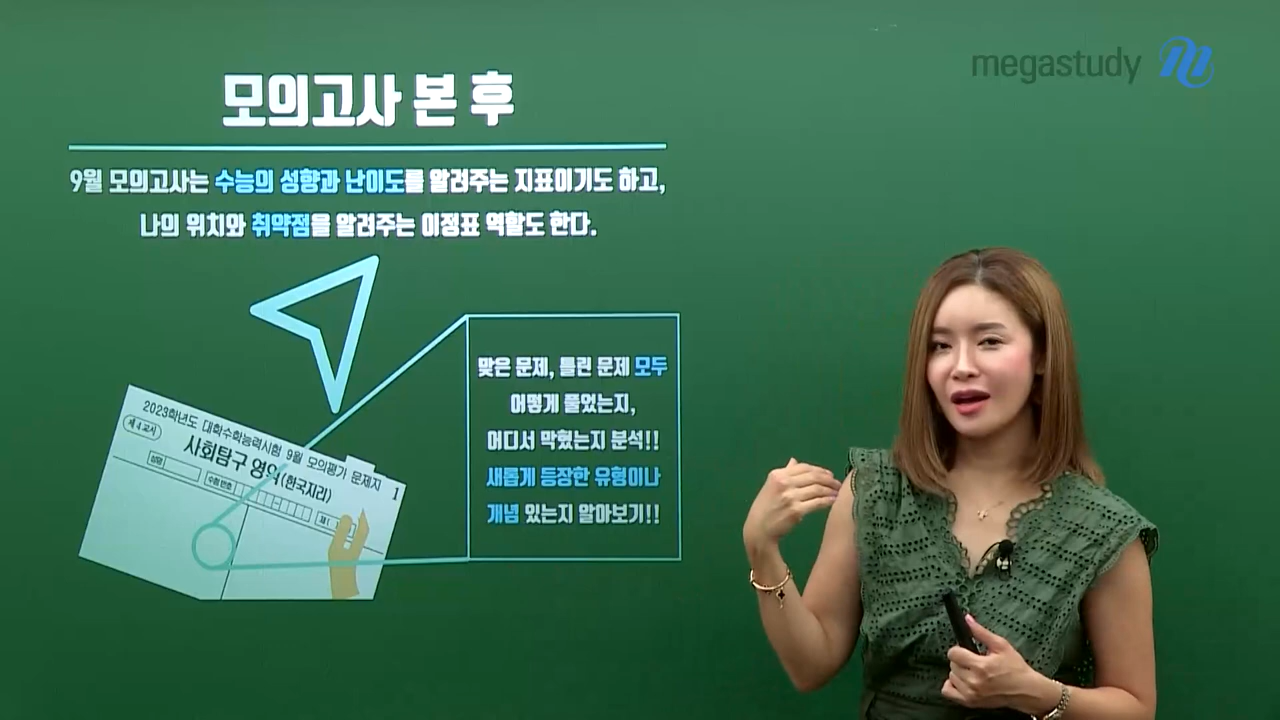 megastudy
모의고사 본 후
9월 모의고사는 수능의 성향과 난이도를 알려주는 지표이기도 하고,
나의 위치와 취약점을 알려주는 이정표 역할도 한다.
맞은 문제, 틀린 문제 모두
어떻게 풀었는지,
어디서 막혔는지 분석!!
새롭게 등장한 유형이나
개념 있는지 알아보기!!
2023학년도 대학수학능력시험 9월 모의평가 문제지 1
제 4 교시
사회탐구 영역(한국지리)
성명
수험 번호
제 [